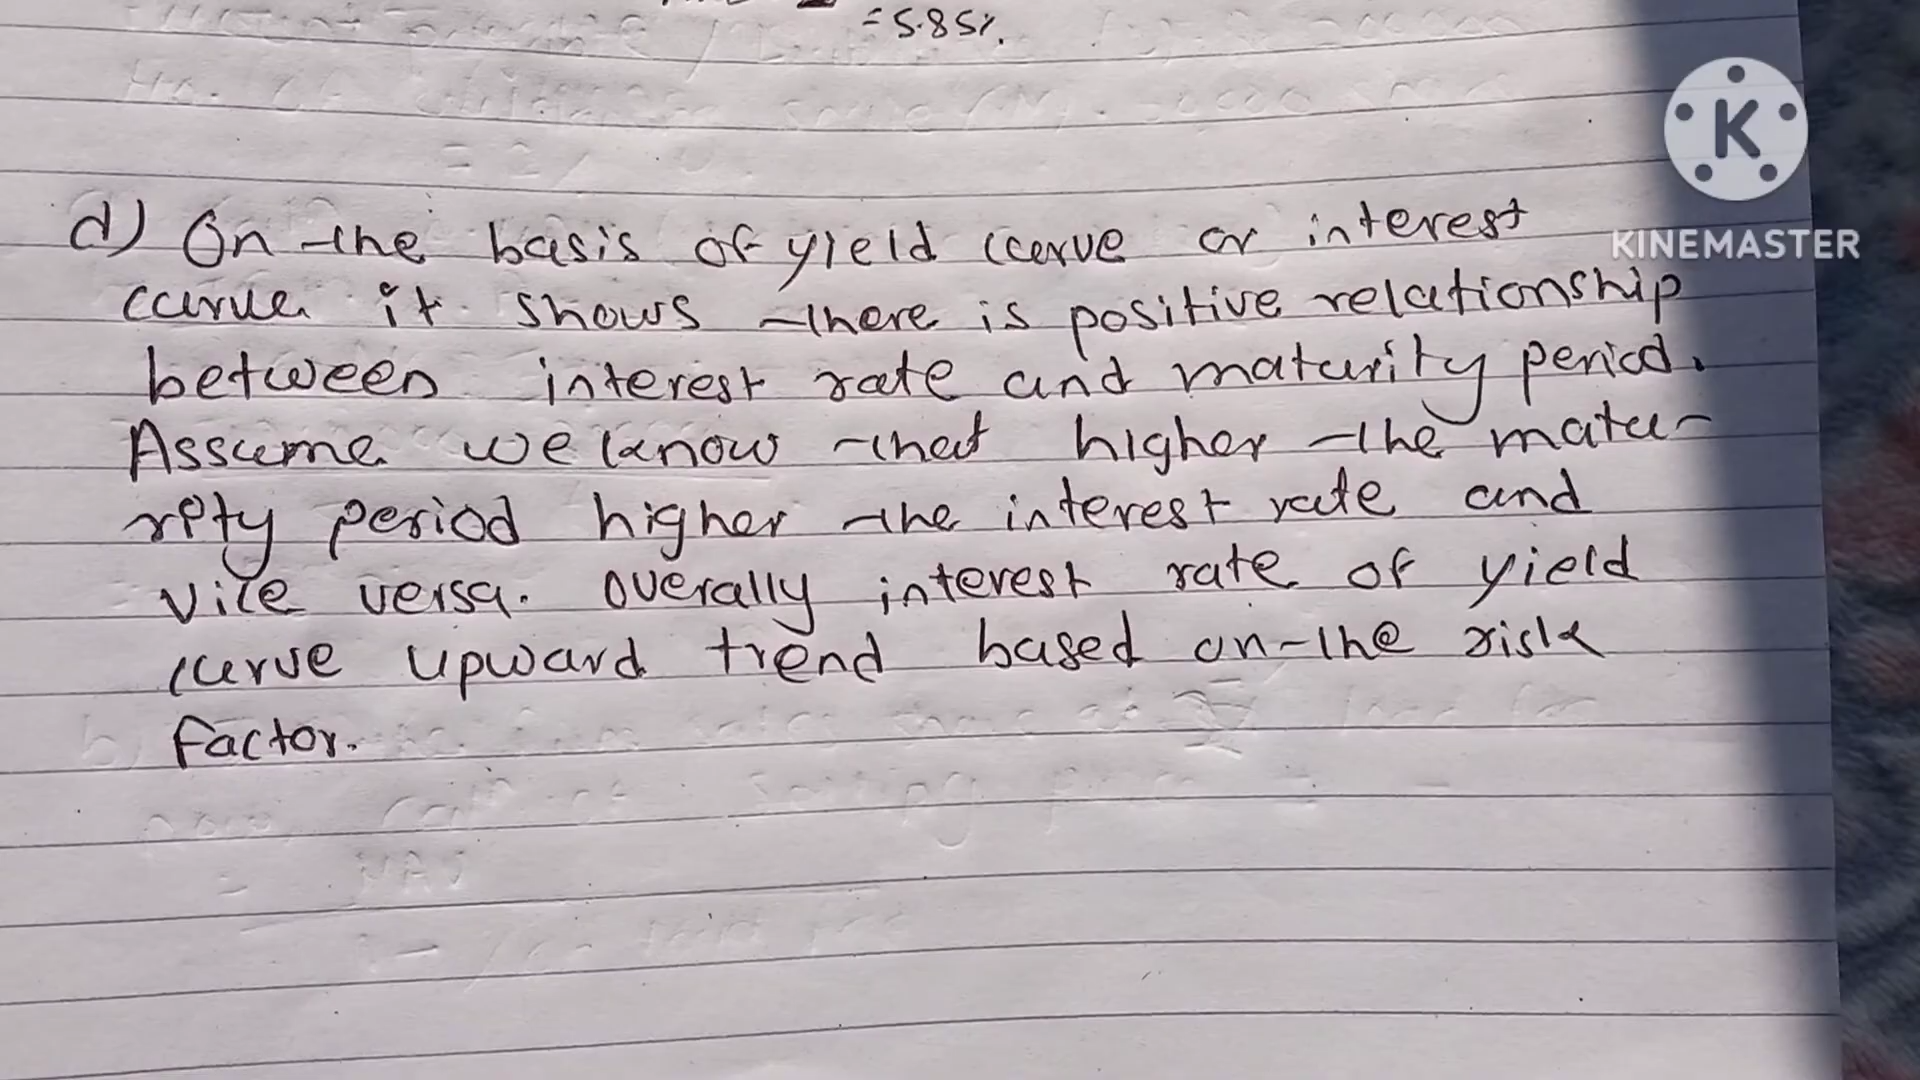 = 5.85%.
d) On the basis of yield curve or interest
curve it shows there is positive relationship
between interest rate and maturity period.
Assume we know that higher the matu-
rity period higher the interest rate and
vice versa. overally interest rate of yield
curve upward trend based on the risk
factor.
K
KINEMASTER